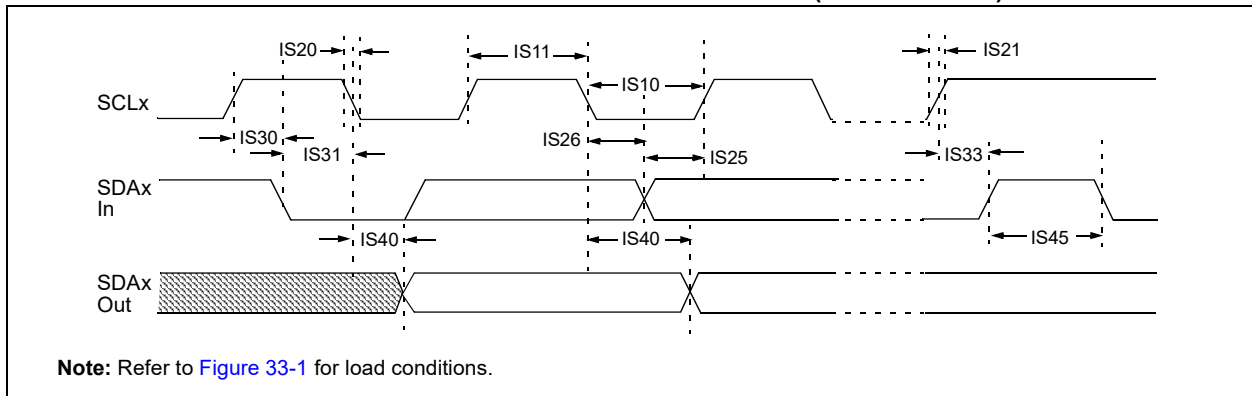 IS20
IS11
IS21
IS10
SCLx
IS30
IS26
IS31
IS25
IS33
SDAx
In
IS40
IS40
IS45
SDAx
Out
Note: Refer to Figure 33-1 for load conditions.